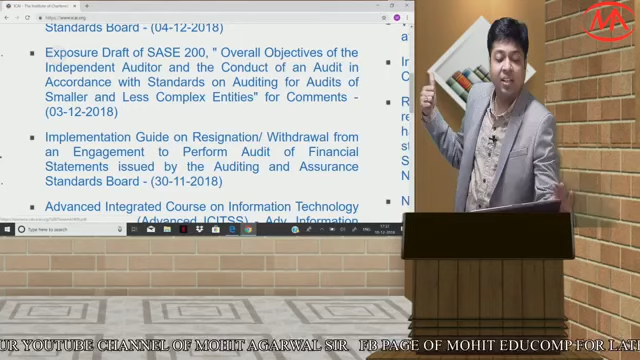 ICAI - The Institute of Charter
https://www.icai.org
Standards Board - (04-12-2018)
Exposure Draft of SASE 200, " Overall Objectives of the
Independent Auditor and the Conduct of an Audit in
Accordance with Standards on Auditing for Audits of
Smaller and Less Complex Entities" for Comments -
(03-12-2018)
Implementation Guide on Resignation/ Withdrawal from
an Engagement to Perform Audit of Financial
Statements issued by the Auditing and Assurance
Standards Board - (30-11-2018)
Advanced Integrated Course on Information Technology
(Advanced ICITSS) - Adv. Information
Type here to search
UR YOUTUBE CHANNEL OF MOHIT AGARWAL SIR FB PAGE OF MOHIT EDUCOMP FOR LAT